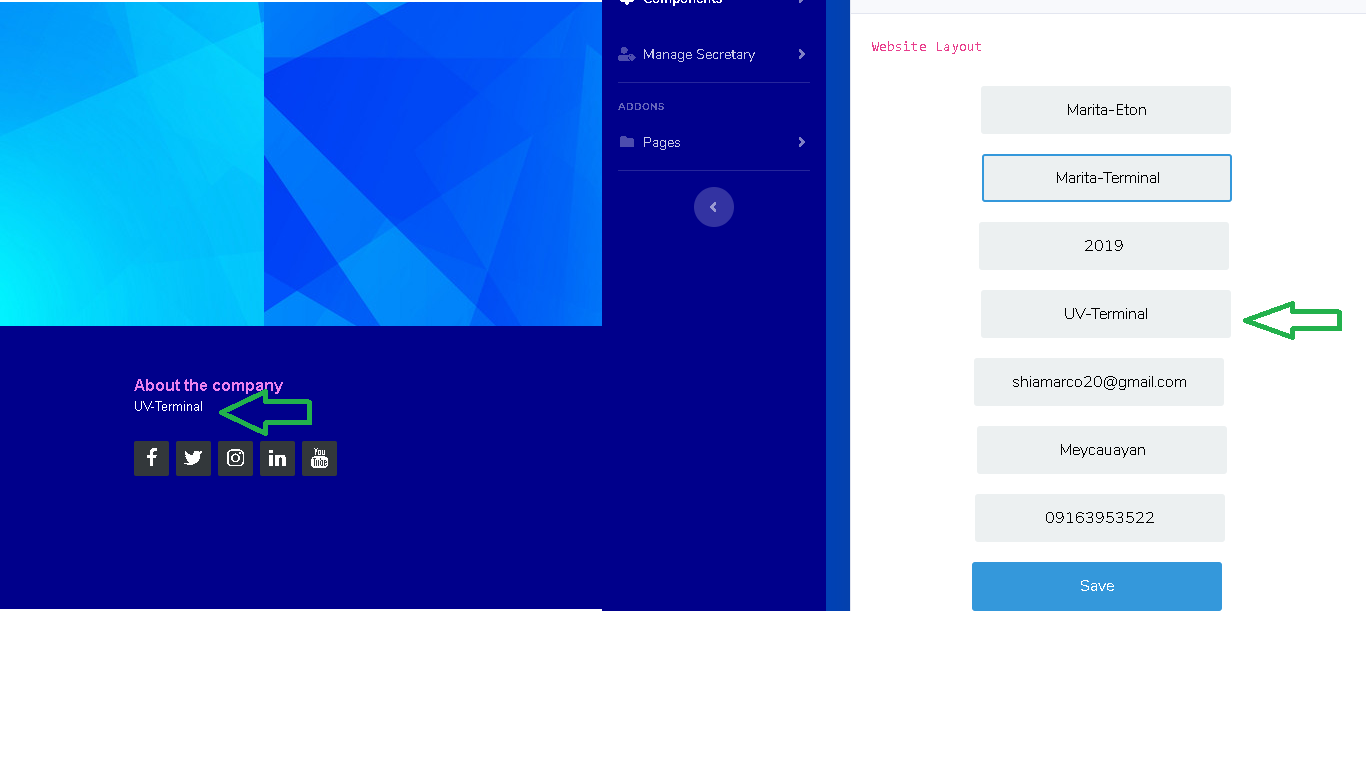 Components
Manage Secretary
ADDONS
Pages
About the company
UV-Terminal
You
Tube
Website Layout
Marita-Eton
Marita-Terminal
2019
UV-Terminal
shiamarco20@gmail.com
Meycauayan
09163953522
Save